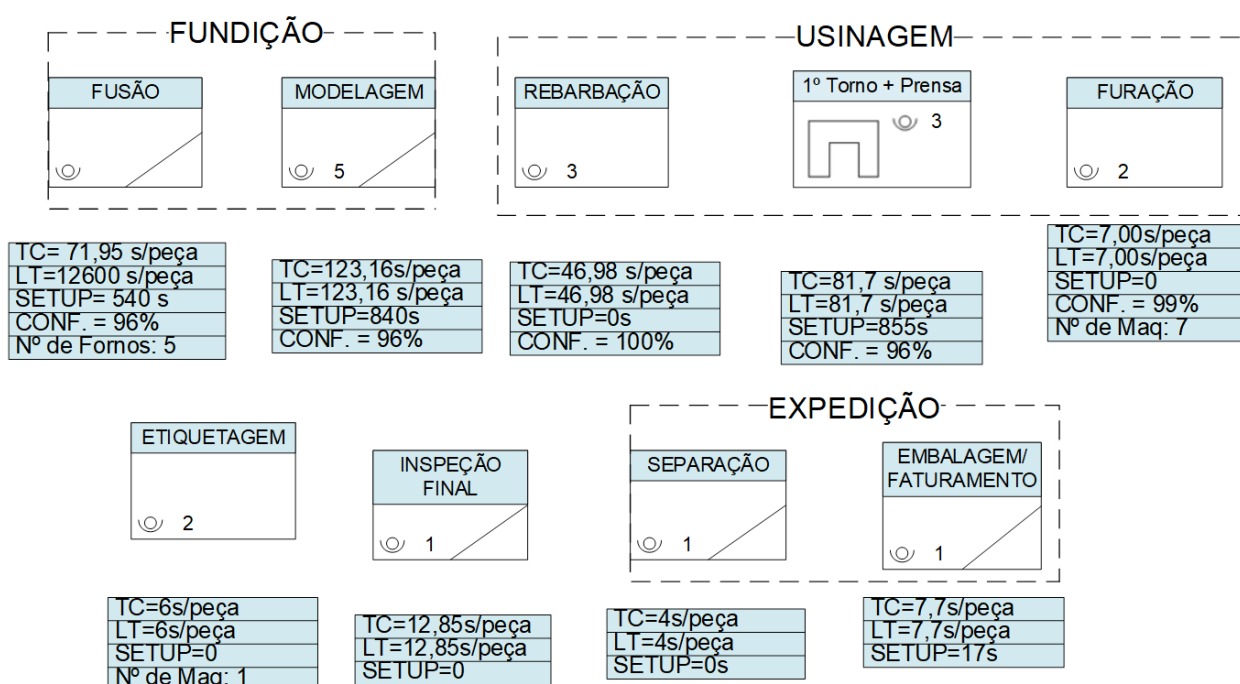 FUNDIÇÃO
USINAGEM
FUSÃO
MODELAGEM
5
REBARBAÇÃO
3
1º Torno + Prensa
3
FURAÇÃO
2
TC= 71,95 s/peça
LT=12600 s/peça
SETUP= 540 s
CONF. = 96%
Nº de Fornos: 5
TC=123,16s/peça
LT=123,16 s/peça
SETUP=840s
CONF. = 96%
TC=46,98 s/peça
LT=46,98 s/peça
SETUP=0s
CONF. = 100%
TC=81,7 s/peça
LT=81,7 s/peça
SETUP=855s
CONF. = 96%
TC=7,00s/peça
LT=7,00s/peça
SETUP=0
CONF. = 99%
Nº de Maq: 7
EXPEDIÇÃO
ETIQUETAGEM
2
INSPEÇÃO
FINAL
1
SEPARAÇÃO
1
EMBALAGEM/
FATURAMENTO
1
TC=6s/peça
LT=6s/peça
SETUP=0
Nº de Maq: 1
TC=12,85s/peça
LT=12,85s/peça
SETUP=0
TC=4s/peça
LT=4s/peça
SETUP=0s
TC=7,7s/peça
LT=7,7s/peça
SETUP=17s